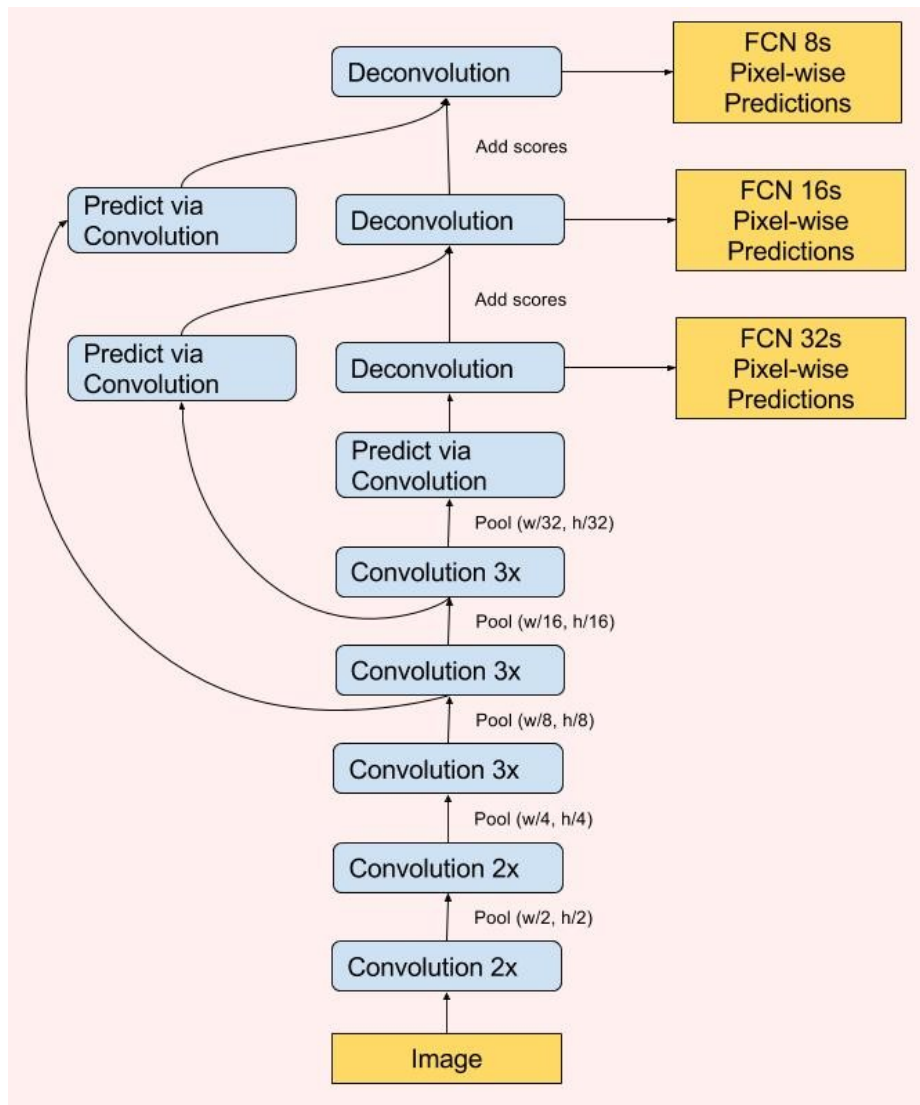 Deconvolution
FCN 8s
Pixel-wise
Predictions
Add scores
Predict via
Convolution
Deconvolution
FCN 16s
Pixel-wise
Predictions
Add scores
Predict via
Convolution
Deconvolution
FCN 32s
Pixel-wise
Predictions
Predict via
Convolution
Pool (w/32, h/32)
Convolution 3x
Pool (w/16, h/16)
Convolution 3x
Pool (w/8, h/8)
Convolution 3x
Pool (w/4, h/4)
Convolution 2x
Pool (w/2, h/2)
Convolution 2x
Image